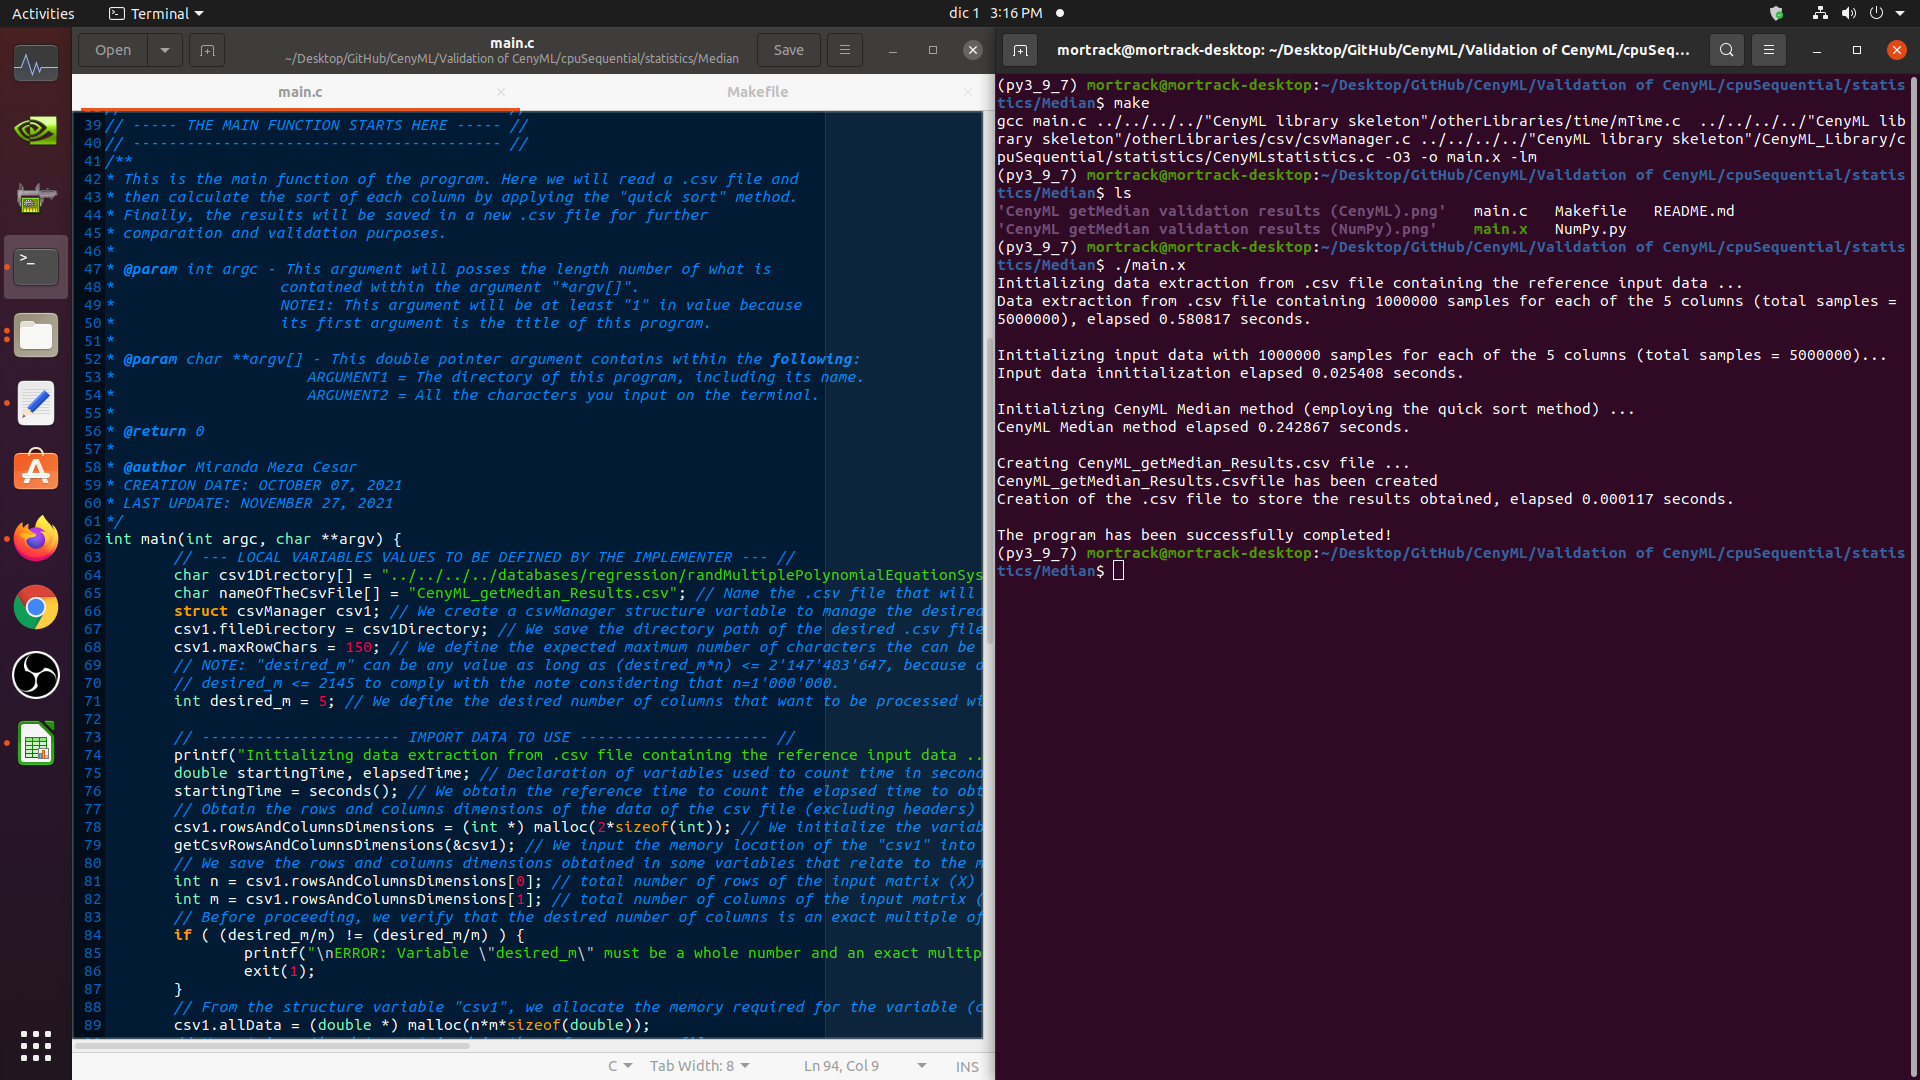 Activities
Terminal
dic 1 3:16 PM
Open
main.c
~/Desktop/GitHub/CenyML/Validation of CenyML/cpuSequential/statistics/Median
Save
main.c
Makefile
39 // ----- THE MAIN FUNCTION STARTS HERE ----- //
40 // ----------------------------------------- //
41 /**
42 * This is the main function of the program. Here we will read a .csv file and
43 * then calculate the sort of each column by applying the "quick sort" method.
44 * Finally, the results will be saved in a new .csv file for further
45 * comparation and validation purposes.
46 *
47 * @param int argc - This argument will posses the length number of what is
48 * contained within the argument "*argv[]".
49 * NOTE1: This argument will be at least "1" in value because
50 * its first argument is the title of this program.
51 *
52 * @param char **argv[] - This double pointer argument contains within the following:
53 * ARGUMENT1 = The directory of this program, including its name.
54 * ARGUMENT2 = All the characters you input on the terminal.
55 *
56 * @return 0
57 *
58 * @author Miranda Meza Cesar
59 * CREATION DATE: OCTOBER 07, 2021
60 * LAST UPDATE: NOVEMBER 27, 2021
61 */
62 int main(int argc, char **argv) {
63 // --- LOCAL VARIABLES VALUES TO BE DEFINED BY THE IMPLEMENTER --- //
64 char csv1Directory[] = "../../../../databases/regression/randMultiplePolynomialEquationSys
65 char nameOfTheCsvFile[] = "CenyML_getMedian_Results.csv"; // Name the .csv file that will
66 struct csvManager csv1; // We create a csvManager structure variable to manage the desired
67 csv1.fileDirectory = csv1Directory; // We save the directory path of the desired .csv file
68 csv1.maxRowChars = 150; // We define the expected maximum number of characters the can be
69 // NOTE: "desired_m" can be any value as long as (desired_m*n) <= 2'147'483'647, because o
70 // desired_m <= 2145 to comply with the note considering that n=1'000'000.
71 int desired_m = 5; // We define the desired number of columns that want to be processed wi
72
73 // ---------------------- IMPORT DATA TO USE --------------------- //
74 printf("Initializing data extraction from .csv file containing the reference input data ..
75 double startingTime, elapsedTime; // Declaration of variables used to count time in second
76 startingTime = seconds(); // We obtain the reference time to count the elapsed time to obt
77 // Obtain the rows and columns dimensions of the data of the csv file (excluding headers)
78 csv1.rowsAndColumnsDimensions = (int *) malloc(2*sizeof(int)); // We initialize the variab
79 getCsvRowsAndColumnsDimensions(&csv1); // We input the memory location of the "csv1" into
80 // We save the rows and columns dimensions obtained in some variables that relate to the m
81 int n = csv1.rowsAndColumnsDimensions[0]; // total number of rows of the input matrix (X)
82 int m = csv1.rowsAndColumnsDimensions[1]; // total number of columns of the input matrix (
83 // Before proceeding, we verify that the desired number of columns is an exact multiple of
84 if ( (desired_m/m) != (desired_m/m) ) {
85 printf("\nERROR: Variable \"desired_m\" must be a whole number and an exact multip
86 exit(1);
87 }
88 // From the structure variable "csv1", we allocate the memory required for the variable (c
89 csv1.allData = (double *) malloc(n*m*sizeof(double));
C
Tab Width: 8
Ln 94, Col 9
INS
mortrack@mortrack-desktop: ~/Desktop/GitHub/CenyML/Validation of CenyML/cpuSeq...
(py3_9_7) mortrack@mortrack-desktop:~/Desktop/GitHub/CenyML/Validation of CenyML/cpuSequential/statis
tics/Median$ make
gcc main.c ../../../../"CenyML library skeleton"/otherLibraries/time/mTime.c ../../../../"CenyML lib
rary skeleton"/otherLibraries/csv/csvManager.c ../../../../"CenyML library skeleton"/CenyML_Library/c
puSequential/statistics/CenyMLstatistics.c -O3 -o main.x -lm
(py3_9_7) mortrack@mortrack-desktop:~/Desktop/GitHub/CenyML/Validation of CenyML/cpuSequential/statis
tics/Median$ ls
'CenyML getMedian validation results (CenyML).png' main.c Makefile README.md
'CenyML getMedian validation results (NumPy).png' main.x NumPy.py
(py3_9_7) mortrack@mortrack-desktop:~/Desktop/GitHub/CenyML/Validation of CenyML/cpuSequential/statis
tics/Median$ ./main.x
Initializing data extraction from .csv file containing the reference input data ...
Data extraction from .csv file containing 1000000 samples for each of the 5 columns (total samples =
5000000), elapsed 0.580817 seconds.
Initializing input data with 1000000 samples for each of the 5 columns (total samples = 5000000)...
Input data innitialization elapsed 0.025408 seconds.
Initializing CenyML Median method (employing the quick sort method) ...
CenyML Median method elapsed 0.242867 seconds.
Creating CenyML_getMedian_Results.csv file ...
CenyML_getMedian_Results.csvfile has been created
Creation of the .csv file to store the results obtained, elapsed 0.000117 seconds.
The program has been successfully completed!
(py3_9_7) mortrack@mortrack-desktop:~/Desktop/GitHub/CenyML/Validation of CenyML/cpuSequential/statis
tics/Median$